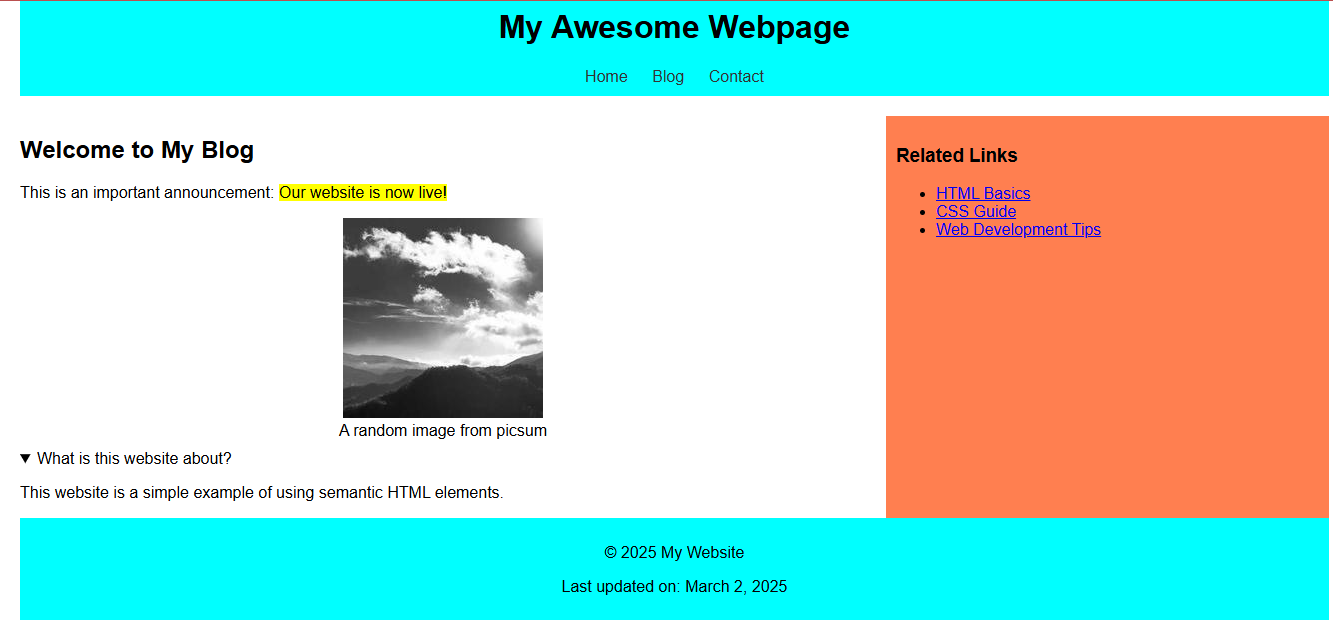 My Awesome Webpage
Home Blog Contact
Welcome to My Blog
This is an important announcement: Our website is now live!
A random image from picsum
What is this website about?
This website is a simple example of using semantic HTML elements.
Related Links
HTML Basics
CSS Guide
Web Development Tips
© 2025 My Website
Last updated on: March 2, 2025